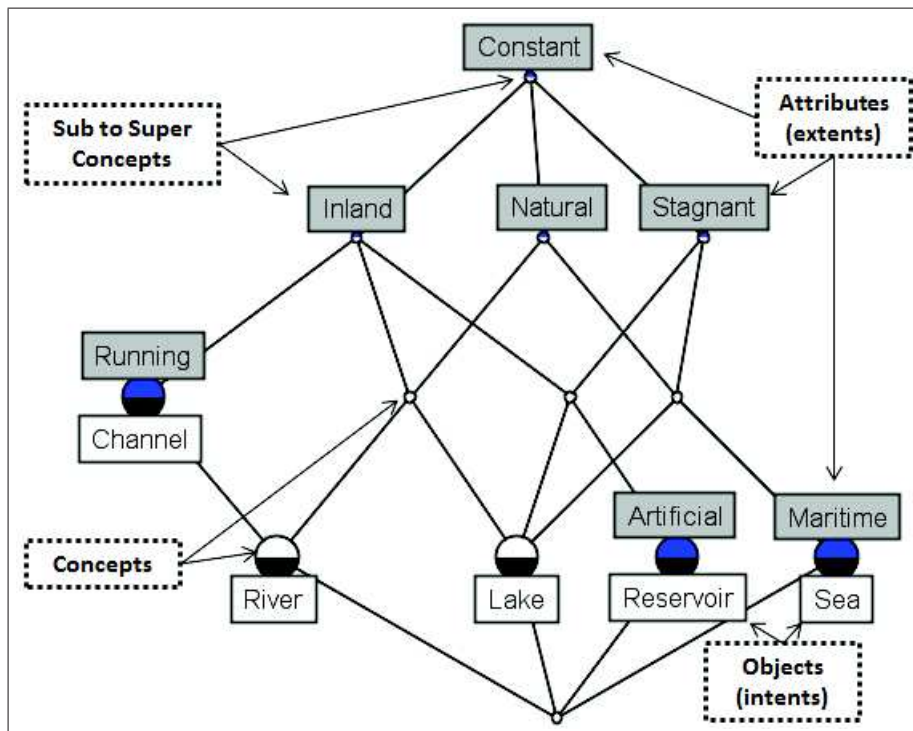 Constant
Attributes
(extents)
Sub to Super
Concepts
Inland
Natural
Stagnant
Running
Channel
Artificial
Maritime
Concepts
River
Lake
Reservoir
Sea
Objects
(intents)